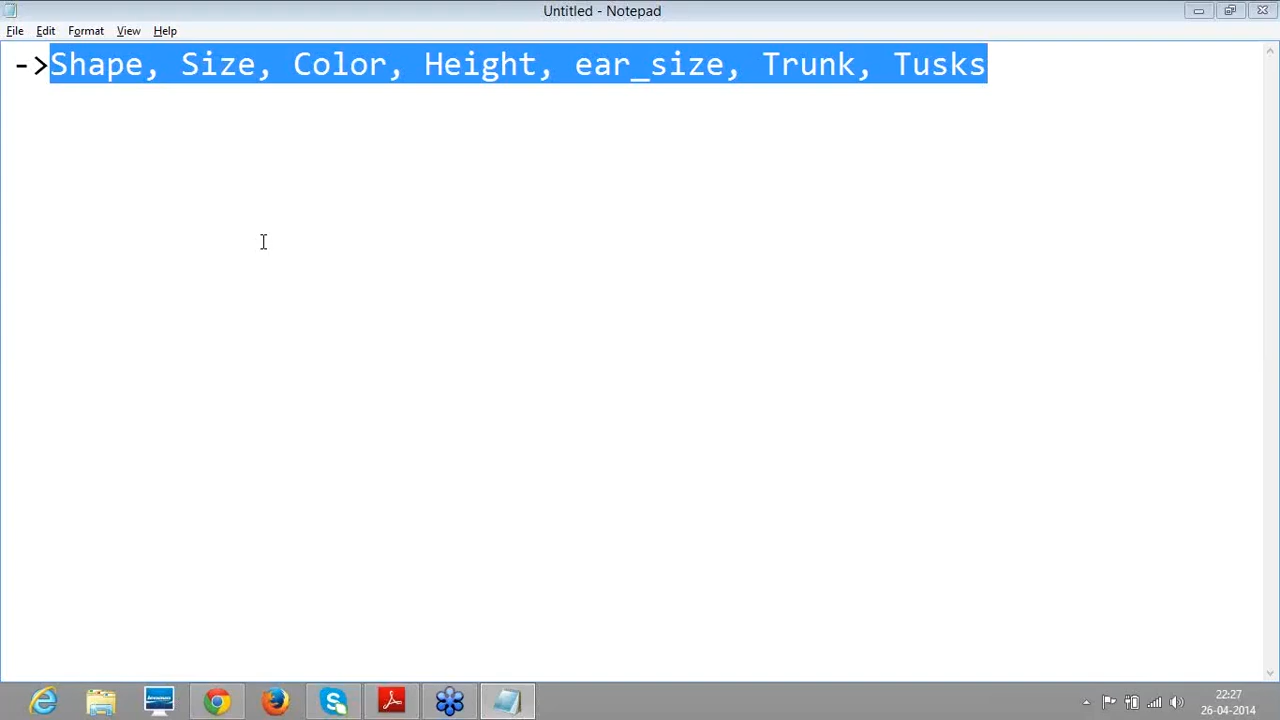 Untitled - Notepad
File Edit Format View Help
->Shape, Size, Color, Height, ear_size, Trunk, Tusks
22:27
26-04-2014